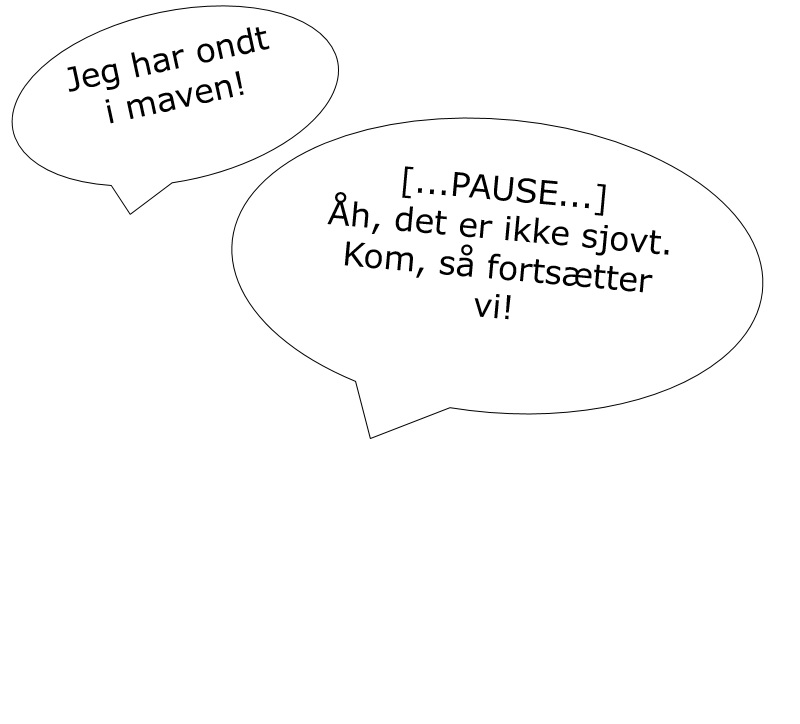 Jeg har ondt
i maven!
[...PAUSE...]
Åh, det er ikke sjovt.
Kom, så fortsætter
vi!